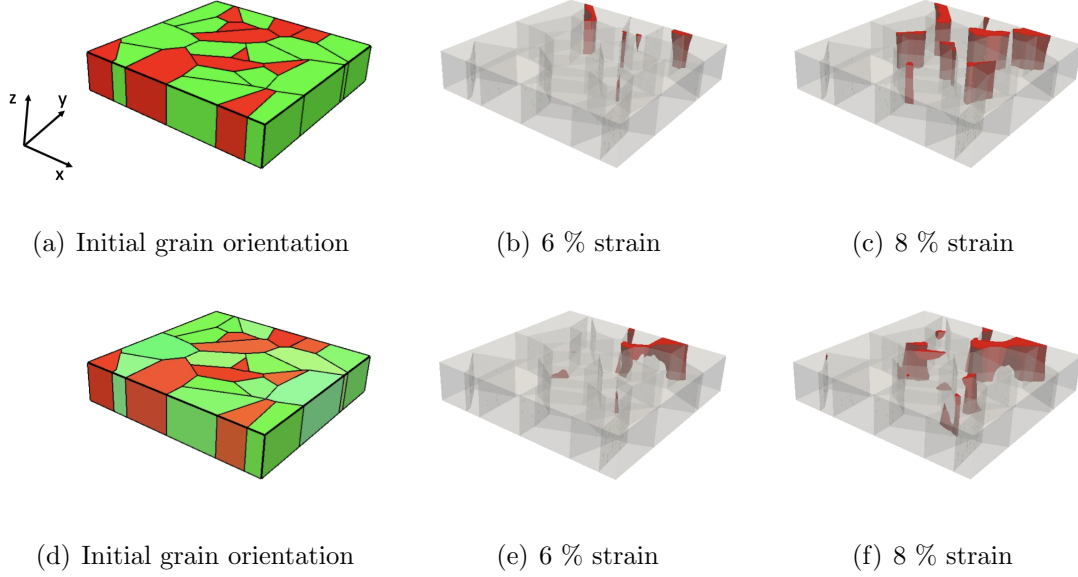 z
y
x
(a) Initial grain orientation
(b) 6 % strain
(c) 8 % strain
(d) Initial grain orientation
(e) 6 % strain
(f) 8 % strain